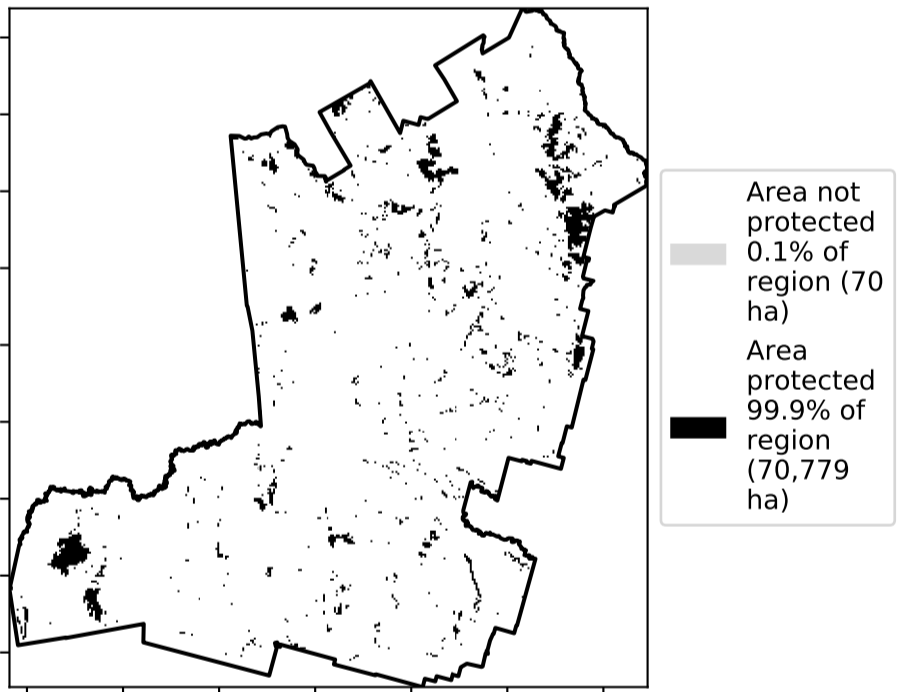 Area not
protected
0.1% of
region (70
ha)
Area
protected
99.9% of
region
(70,779
ha)